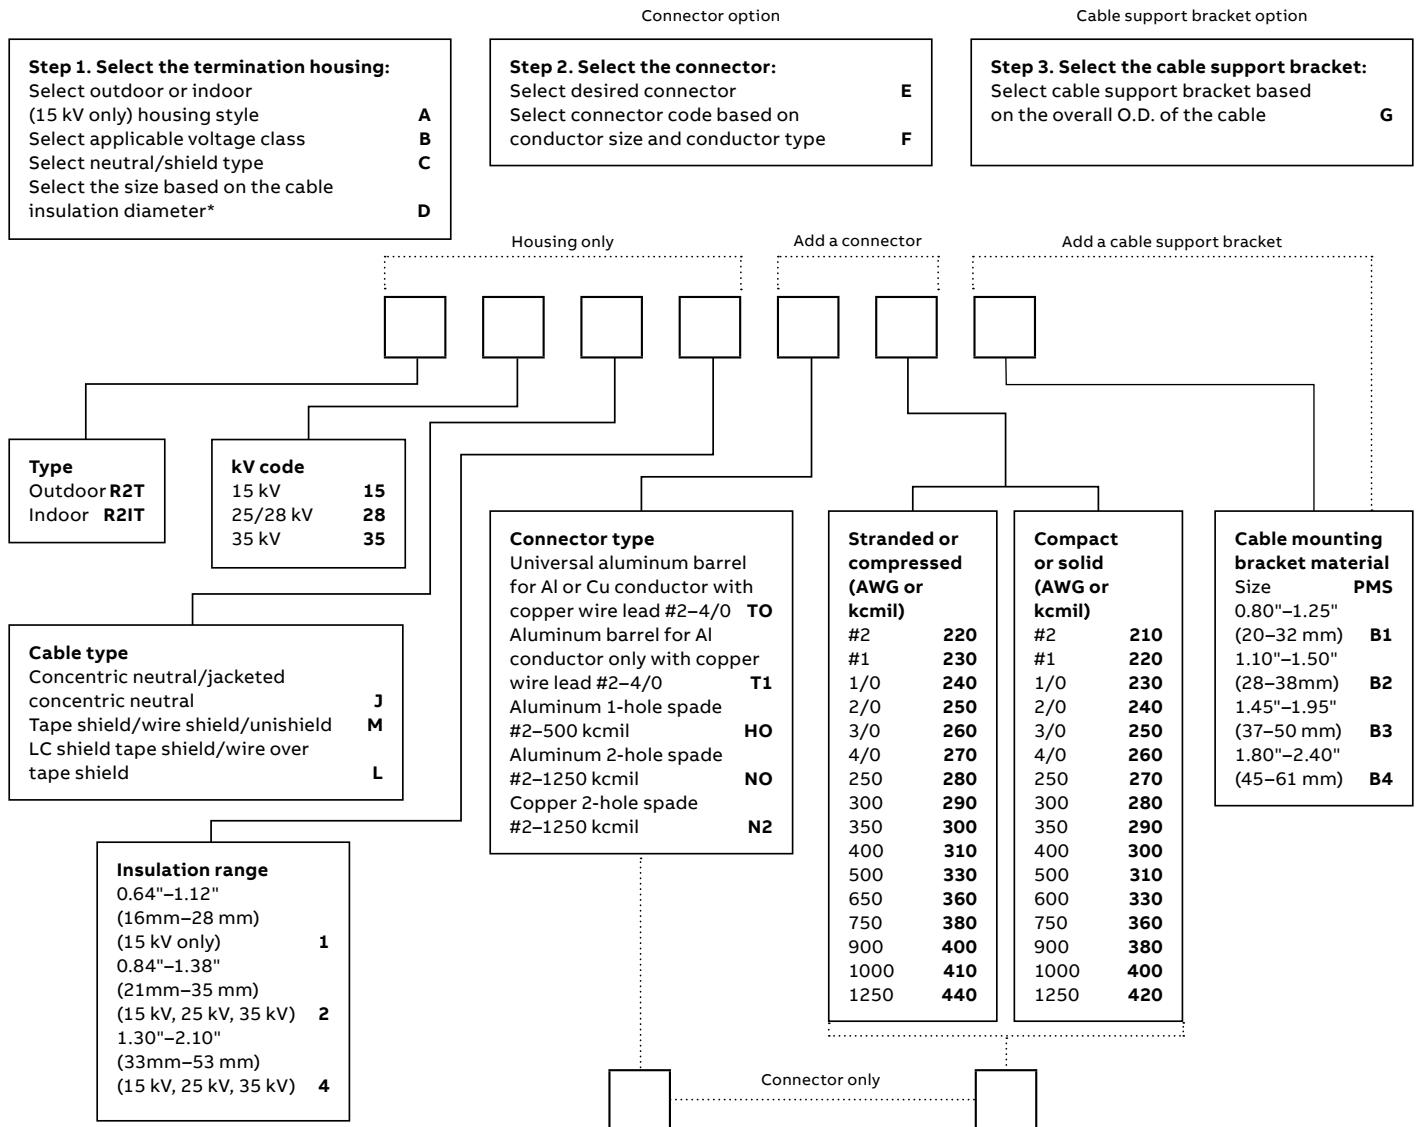 Connector option
Cable support bracket option
Step 1. Select the termination housing:
Select outdoor or indoor
(15 kV only) housing style A
Select applicable voltage class B
Select neutral/shield type C
Select the size based on the cable
insulation diameter* D
Step 2. Select the connector:
Select desired connector E
Select connector code based on
conductor size and conductor type F
Step 3. Select the cable support bracket:
Select cable support bracket based
on the overall O.D. of the cable G
Housing only
Add a connector
Add a cable support bracket
Type
Outdoor R2T
Indoor R2IT
kV code
15 kV 15
25/28 kV 28
35 kV 35
Cable type
Concentric neutral/jacketed
concentric neutral J
Tape shield/wire shield/unishield M
LC shield tape shield/wire over
tape shield L
Insulation range
0.64"–1.12"
(16mm–28 mm)
(15 kV only) 1
0.84"–1.38"
(21mm–35 mm)
(15 kV, 25 kV, 35 kV) 2
1.30"–2.10"
(33mm–53 mm)
(15 kV, 25 kV, 35 kV) 4
Connector type
Universal aluminum barrel
for Al or Cu conductor with
copper wire lead #2–4/0 TO
Aluminum barrel for Al
conductor only with copper
wire lead #2–4/0 T1
Aluminum 1-hole spade
#2–500 kcmil HO
Aluminum 2-hole spade
#2–1250 kcmil NO
Copper 2-hole spade
#2–1250 kcmil N2
Stranded or
compressed
(AWG or
kcmil)
#2 220
#1 230
1/0 240
2/0 250
3/0 260
4/0 270
250 280
300 290
350 300
400 310
500 330
650 360
750 380
900 400
1000 410
1250 440
Compact
or solid
(AWG or
kcmil)
#2 210
#1 220
1/0 230
2/0 240
3/0 250
4/0 260
250 270
300 280
350 290
400 300
500 310
600 330
750 360
900 380
1000 400
1250 420
Cable mounting
bracket material
Size PMS
0.80"–1.25"
(20–32 mm) B1
1.10"–1.50"
(28–38mm) B2
1.45"–1.95"
(37–50 mm) B3
1.80"–2.40"
(45–61 mm) B4
Connector only